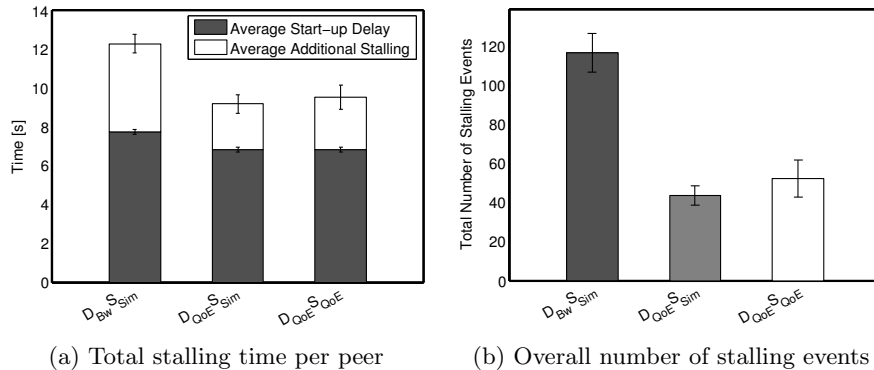 14
12
10
8
6
4
2
0
Time [s]
Average Start-up Delay
Average Additional Stalling
D_Bw S_Sim
D_QoE S_Sim
D_QoE S_QoE
(a) Total stalling time per peer
120
100
80
60
40
20
0
Total Number of Stalling Events
D_Bw S_Sim
D_QoE S_Sim
D_QoE S_QoE
(b) Overall number of stalling events